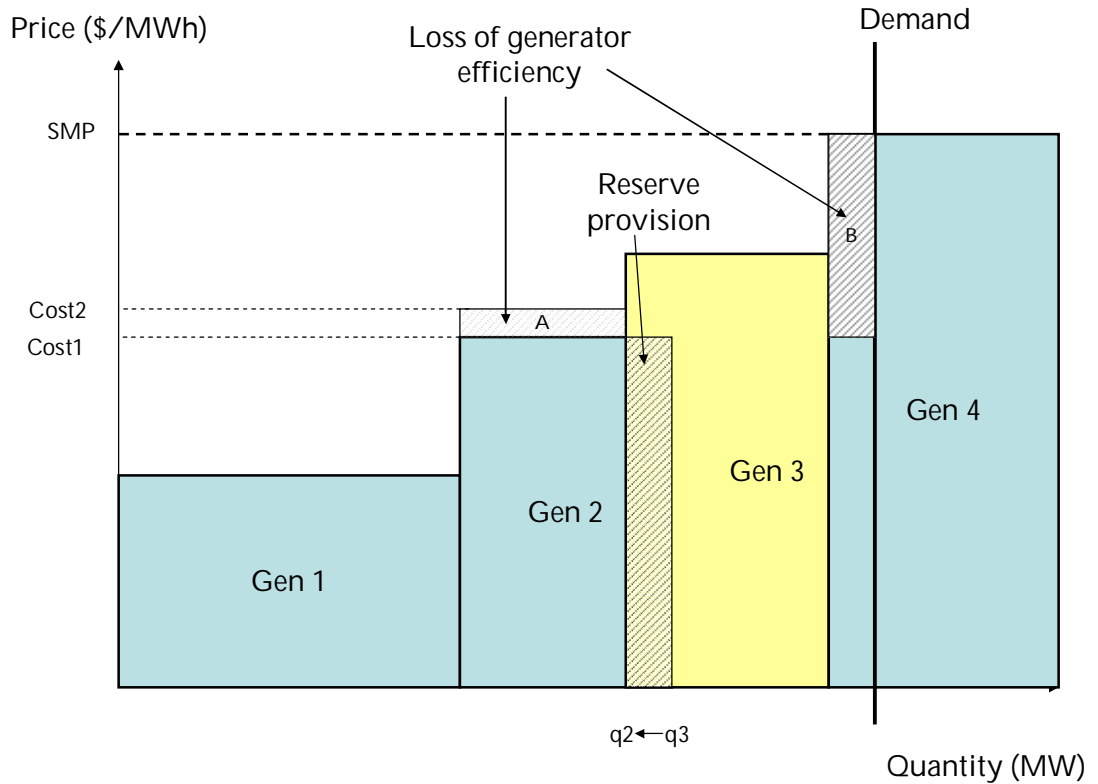 Price ($/MWh)
Loss of generator
efficiency
Demand
SMP
Reserve
provision
B
Cost2
A
Cost1
Gen 4
Gen 3
Gen 2
Gen 1
q2 q3
Quantity (MW)